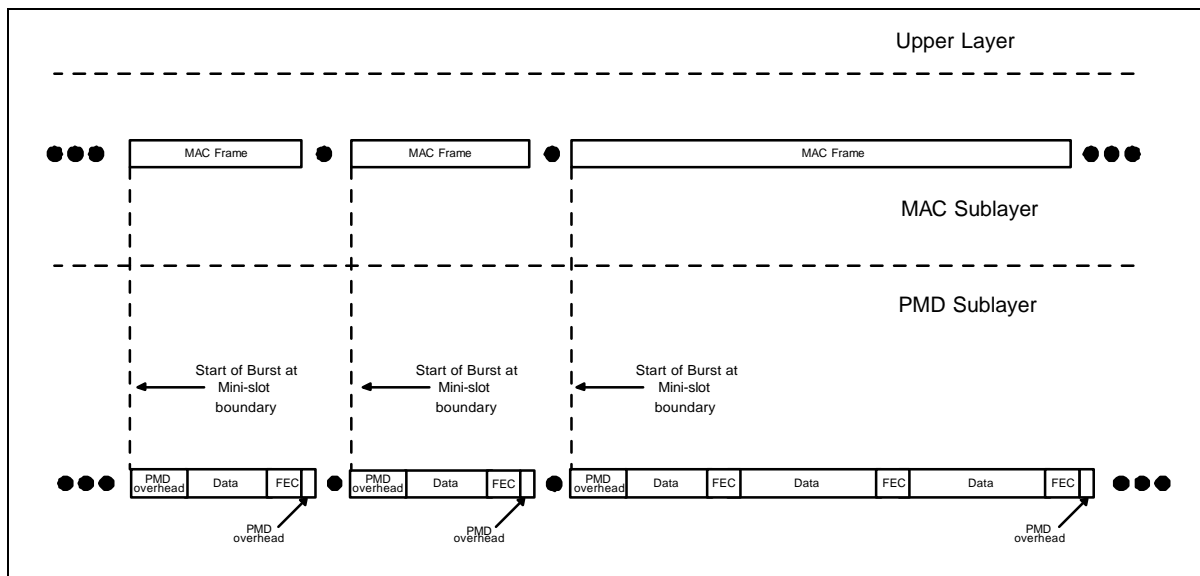 Upper Layer
MAC Frame
MAC Frame
MAC Frame
MAC Sublayer
PMD Sublayer
Start of Burst at
Mini-slot
boundary
Start of Burst at
Mini-slot
boundary
Start of Burst at
Mini-slot
boundary
PMD
overhead
Data
FEC
PMD
overhead
Data
FEC
PMD
overhead
Data
FEC
Data
FEC
Data
FEC
PMD
overhead
PMD
overhead
PMD
overhead